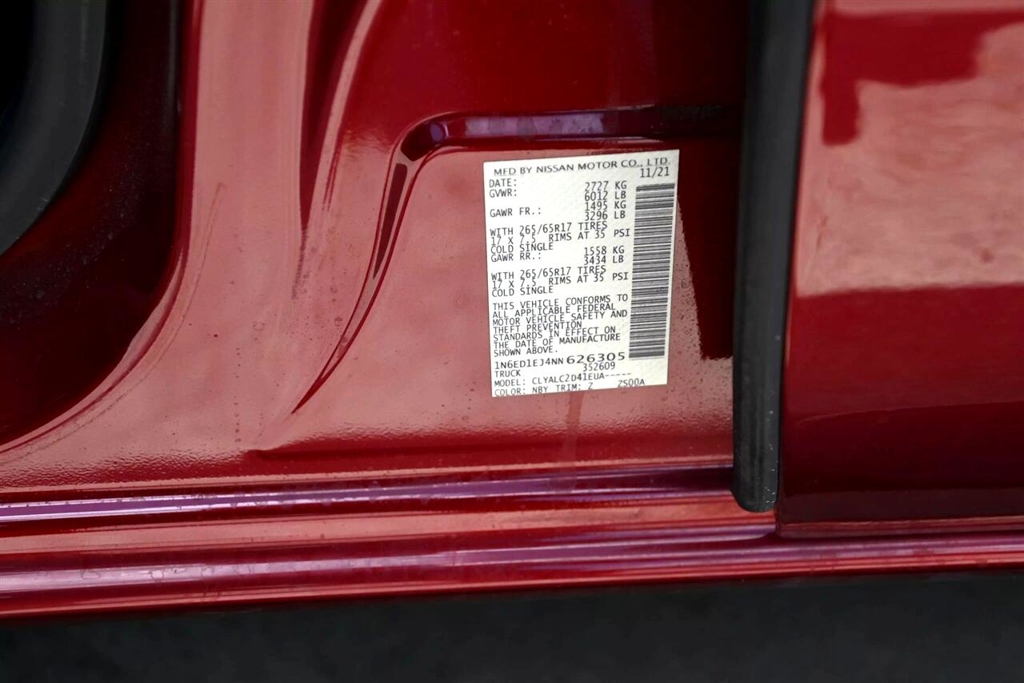 MFD BY NISSAN MOTOR CO., LTD.
DATE: 11/21
GVWR: 2727 KG
6012 LB
GAWR FR.: 1495 KG
3296 LB
WITH 265/65R17 TIRES
17 X 7.5 RIMS AT 35 PSI
COLD SINGLE
GAWR RR.: 1558 KG
3434 LB
WITH 265/65R17 TIRES
17 X 7.5 RIMS AT 35 PSI
COLD SINGLE
THIS VEHICLE CONFORMS TO
ALL APPLICABLE FEDERAL
MOTOR VEHICLE SAFETY AND
THEFT PREVENTION
STANDARDS IN EFFECT ON
THE DATE OF MANUFACTURE
SHOWN ABOVE.
1N6ED1EJ4NN626305
TRUCK 352609
MODEL: CLYALC2D41EUA-----
COLOR: NBY TRIM: Z ZS00A